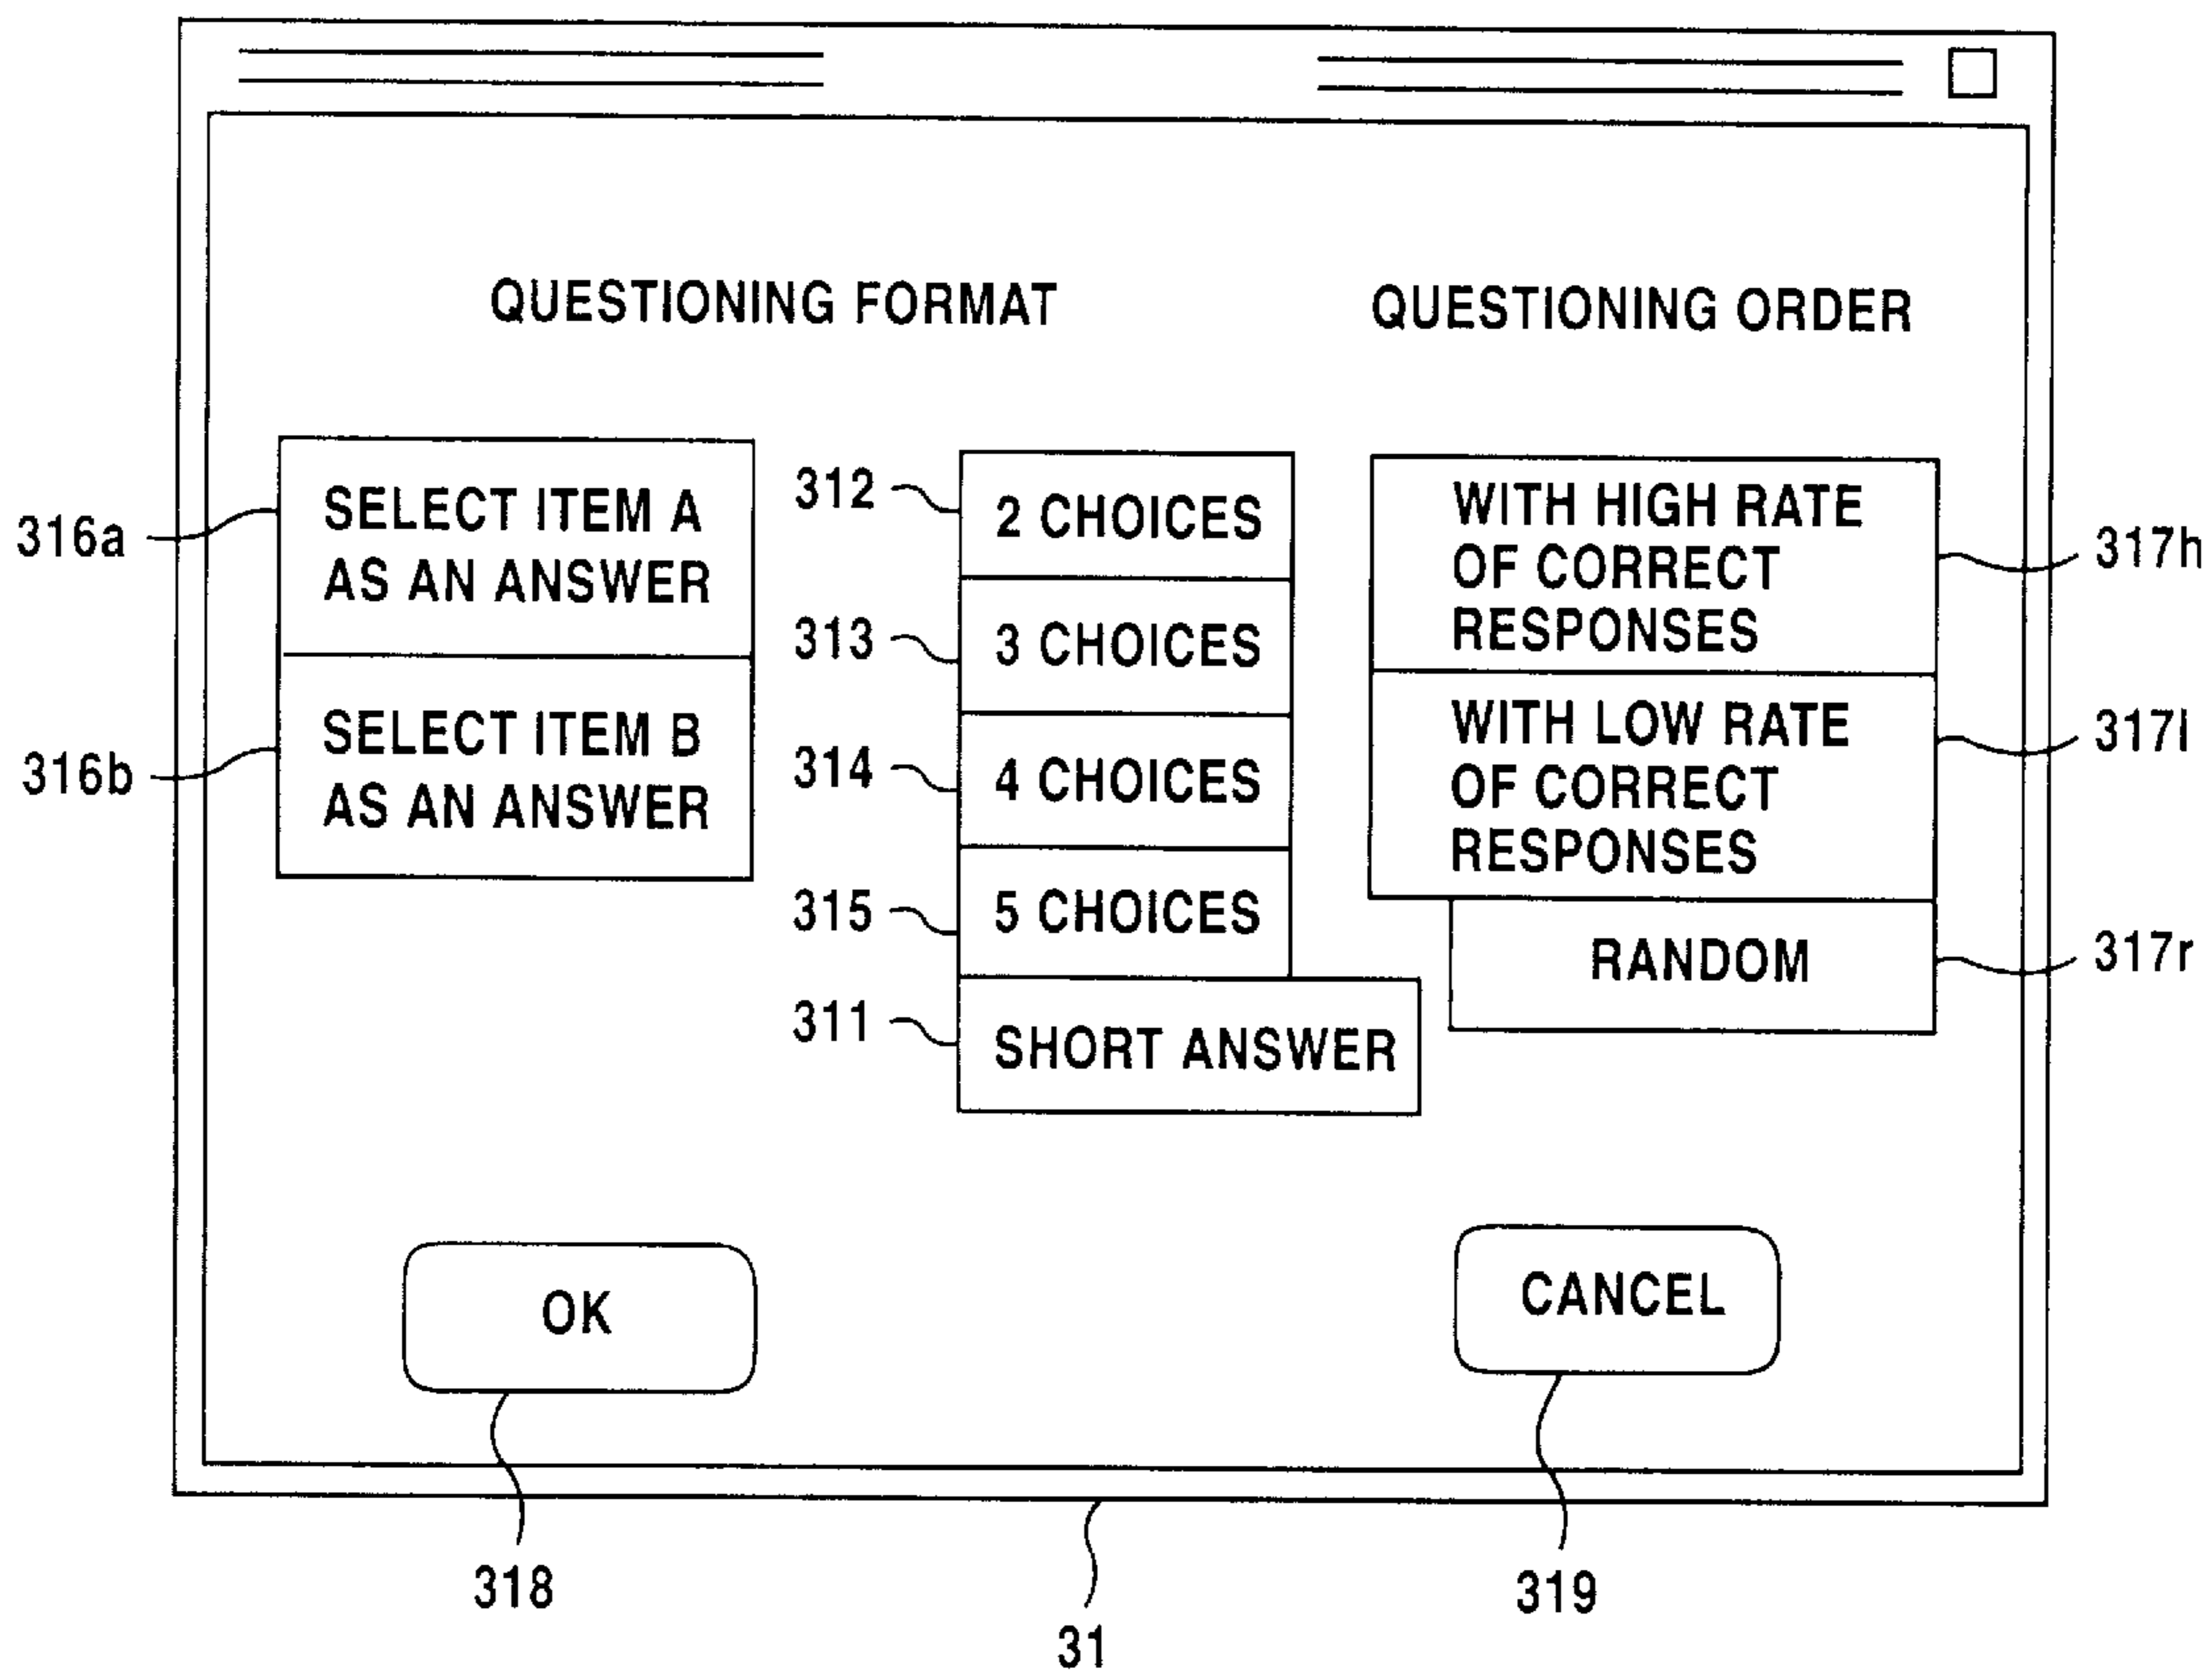 QUESTIONING FORMAT
QUESTIONING ORDER
316a
SELECT ITEM A
AS AN ANSWER
316b
SELECT ITEM B
AS AN ANSWER
312
2 CHOICES
313
3 CHOICES
314
4 CHOICES
315
5 CHOICES
311
SHORT ANSWER
WITH HIGH RATE
OF CORRECT
RESPONSES
317h
WITH LOW RATE
OF CORRECT
RESPONSES
317l
RANDOM
317r
OK
CANCEL
318
319
31